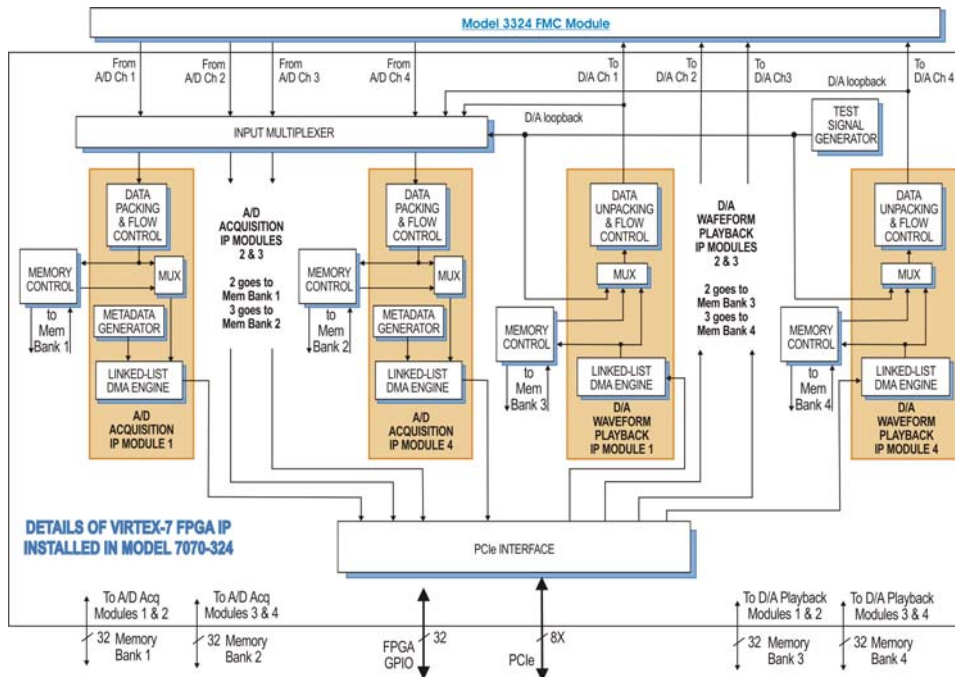 Model 3324 FMC Module
From
A/D Ch 1
From
A/D Ch 2
From
A/D Ch 3
From
A/D Ch 4
To
D/A Ch 1
To
D/A Ch 2
To
D/A Ch3
To
D/A Ch 4
D/A loopback
D/A loopback
INPUT MULTIPLEXER
TEST
SIGNAL
GENERATOR
DATA
PACKING
& FLOW
CONTROL
MUX
MEMORY
CONTROL
to
Mem
Bank 1
METADATA
GENERATOR
LINKED-LIST
DMA ENGINE
A/D
ACQUISITION
IP MODULE 1
A/D
ACQUISITION
IP MODULES
2 & 3
2 goes to
Mem Bank 1
3 goes to
Mem Bank 2
DATA
PACKING
& FLOW
CONTROL
MUX
MEMORY
CONTROL
to
Mem
Bank 2
METADATA
GENERATOR
LINKED-LIST
DMA ENGINE
A/D
ACQUISITION
IP MODULE 4
DATA
UNPACKING
& FLOW
CONTROL
MUX
MEMORY
CONTROL
to
Mem
Bank 3
LINKED-LIST
DMA ENGINE
D/A
WAVEFORM
PLAYBACK
IP MODULE 1
D/A
WAFEFORM
PLAYBACK
IP MODULES
2 & 3
2 goes to
Mem Bank 3
3 goes to
Mem Bank 4
DATA
UNPACKING
& FLOW
CONTROL
MUX
MEMORY
CONTROL
to
Mem
Bank 4
LINKED-LIST
DMA ENGINE
D/A
WAVEFORM
PLAYBACK
IP MODULE 4
DETAILS OF VIRTEX-7 FPGA IP
INSTALLED IN MODEL 7070-324
PCIe INTERFACE
To A/D Acq
Modules 1 & 2
32 Memory
Bank 1
To A/D Acq
Modules 3 & 4
32 Memory
Bank 2
32
FPGA
GPIO
8X
PCIe
To D/A Playback
Modules 1 & 2
32 Memory
Bank 3
To D/A Playback
Modules 3 & 4
32 Memory
Bank 4